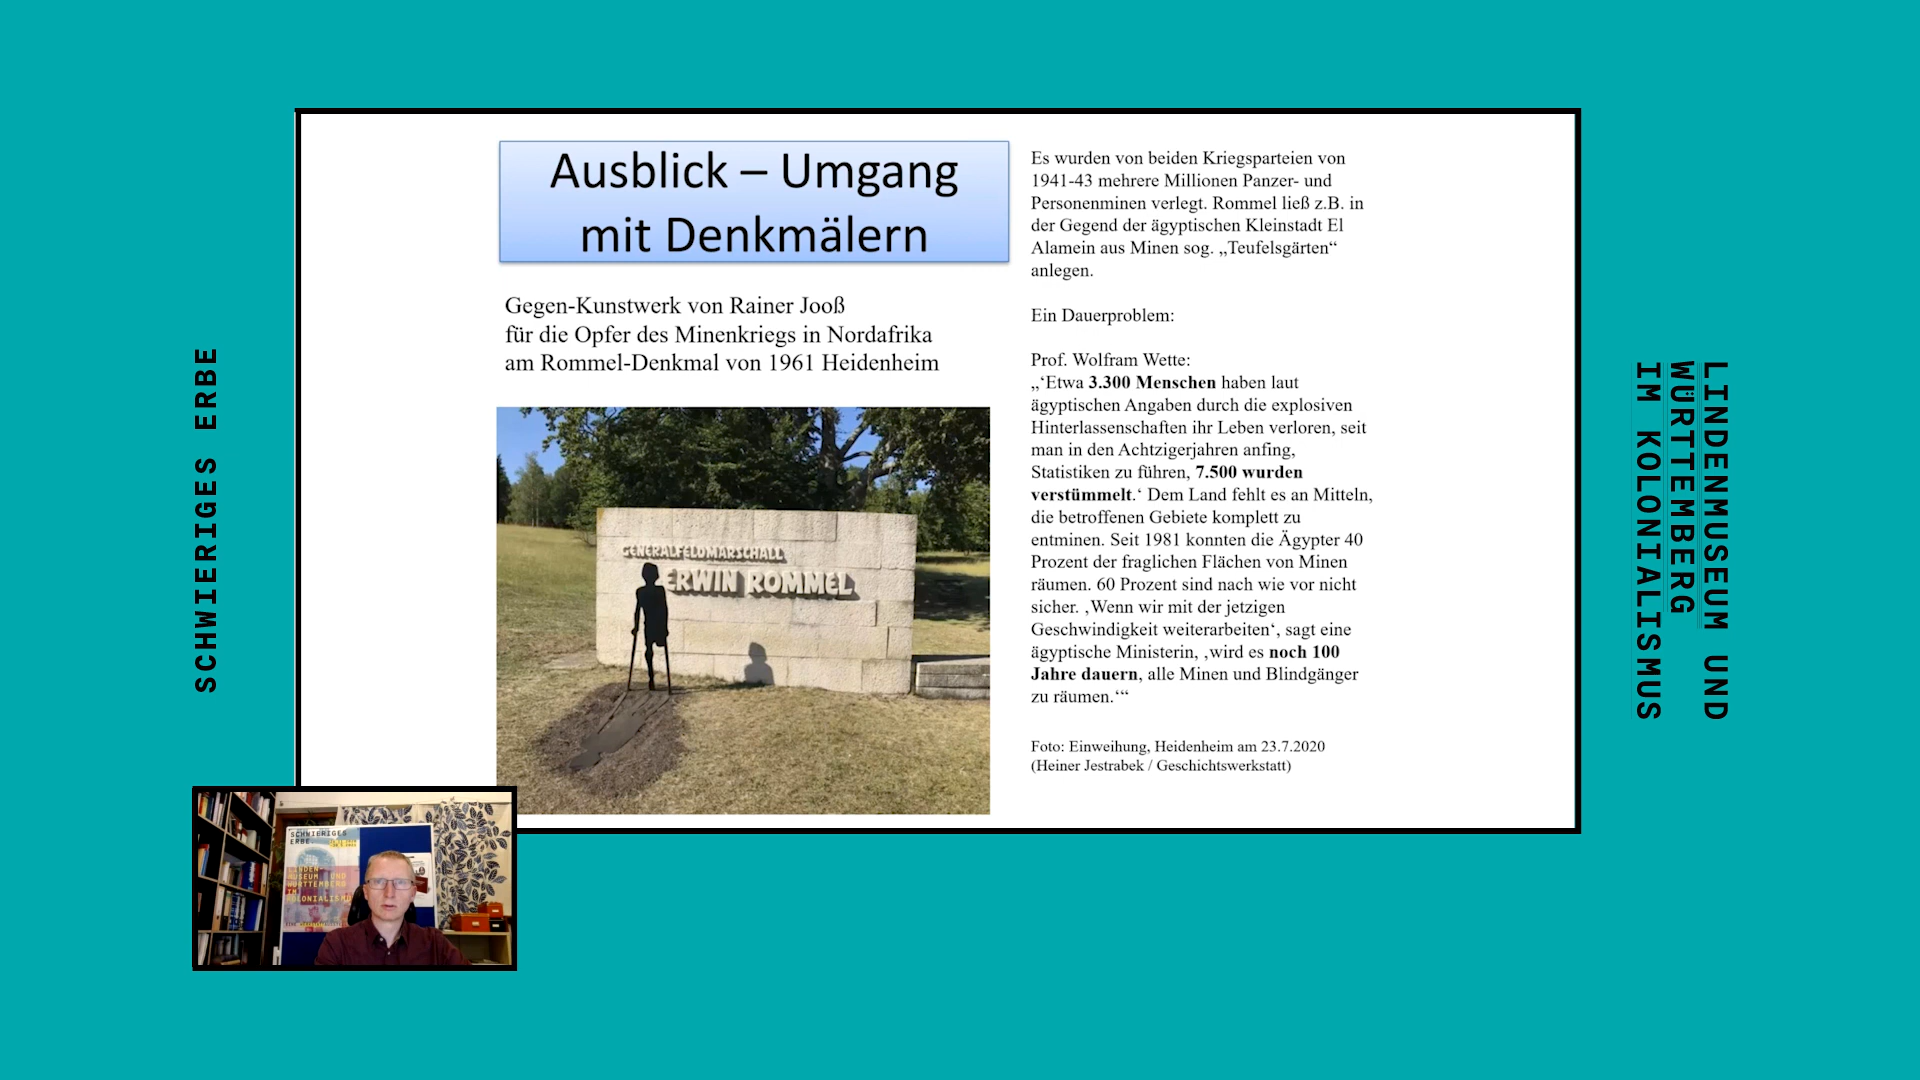 SCHWIERIGES ERBE
Ausblick – Umgang
mit Denkmälern
Gegen-Kunstwerk von Rainer Jooß
für die Opfer des Minenkriegs in Nordafrika
am Rommel-Denkmal von 1961 Heidenheim
GENERALFELDMARSCHALL
ERWIN ROMMEL
Es wurden von beiden Kriegsparteien von
1941-43 mehrere Millionen Panzer- und
Personenminen verlegt. Rommel ließ z.B. in
der Gegend der ägyptischen Kleinstadt El
Alamein aus Minen sog. „Teufelsgärten“
anlegen.
Ein Dauerproblem:
Prof. Wolfram Wette:
„‘Etwa 3.300 Menschen haben laut
ägyptischen Angaben durch die explosiven
Hinterlassenschaften ihr Leben verloren, seit
man in den Achtzigerjahren anfing,
Statistiken zu führen, 7.500 wurden
verstümmelt.‘ Dem Land fehlt es an Mitteln,
die betroffenen Gebiete komplett zu
entminen. Seit 1981 konnten die Ägypter 40
Prozent der fraglichen Flächen von Minen
räumen. 60 Prozent sind nach wie vor nicht
sicher. ‚Wenn wir mit der jetzigen
Geschwindigkeit weiterarbeiten‘, sagt eine
ägyptische Ministerin, ‚wird es noch 100
Jahre dauern, alle Minen und Blindgänger
zu räumen.‘“
Foto: Einweihung, Heidenheim am 23.7.2020
(Heiner Jestrabek / Geschichtswerkstatt)
LINDENMUSEUM UND
WÜRTTEMBERG
IM KOLONIALISMUS
SCHWIERIGES
ERBE.
LINDEN-
MUSEUM UND
WÜRTTEMBERG
IM
KOLONIALISMUS